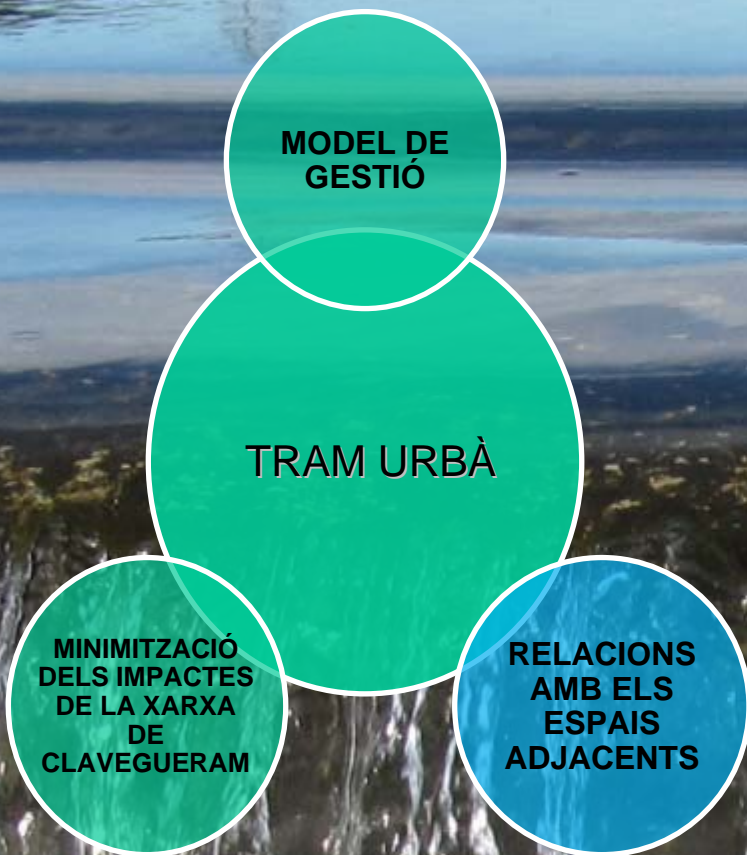 MODEL DE
GESTIÓ
TRAM URBÀ
MINIMITZACIÓ
DELS IMPACTES
DE LA XARXA
DE
CLAVEGUERAM
RELACIONS
AMB ELS
ESPAIS
ADJACENTS